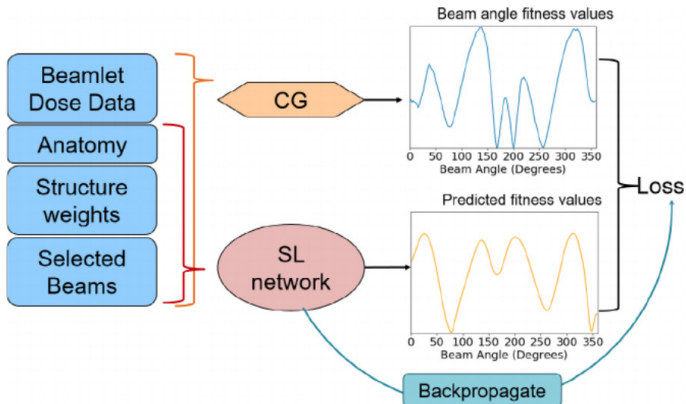 Beamlet
Dose Data
Anatomy
Structure
weights
Selected
Beams
CG
Beam angle fitness values
0 50 100 150 200 250 300 350
Beam Angle (Degrees)
SL
network
Predicted fitness values
0 50 100 150 200 250 300 350
Beam Angle (Degrees)
Loss
Backpropagate